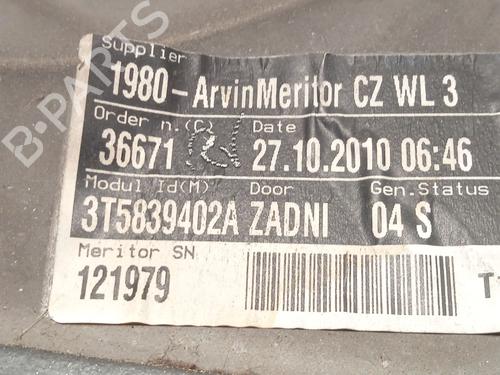 Supplier
1980-ArvinMeritor CZ WL 3
Order n.(C) Date
36671 27.10.2010 06:46
Modul Id(M) Door Gen.Status
3T5839402A ZADNI 04 S
Meritor SN
121979
B-PARTS